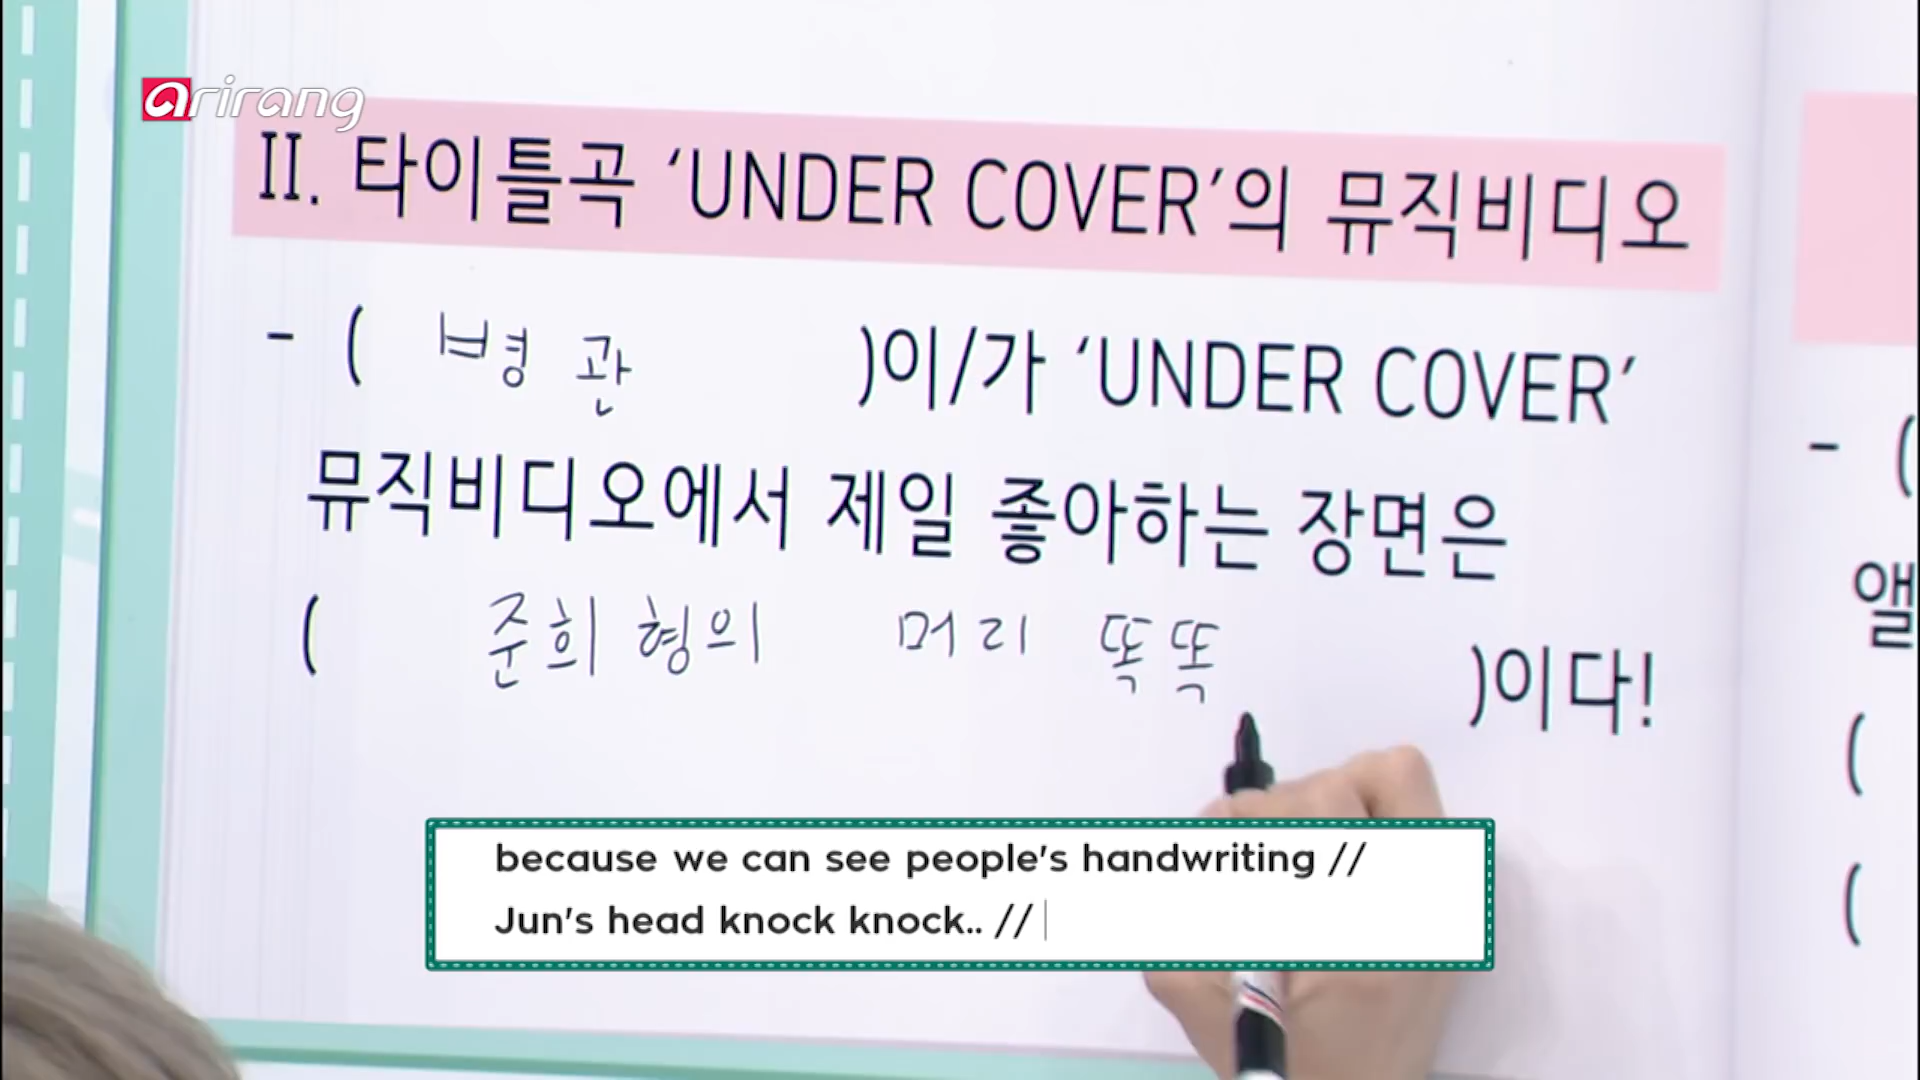 arirang
II. 타이틀곡 ‘UNDER COVER’의 뮤직비디오
- ( 병관 )이/가 ‘UNDER COVER’
뮤직비디오에서 제일 좋아하는 장면은
( 준희 형의 머리 똑똑 )이다!
- (
앨
(
(
because we can see people's handwriting //
Jun's head knock knock.. //